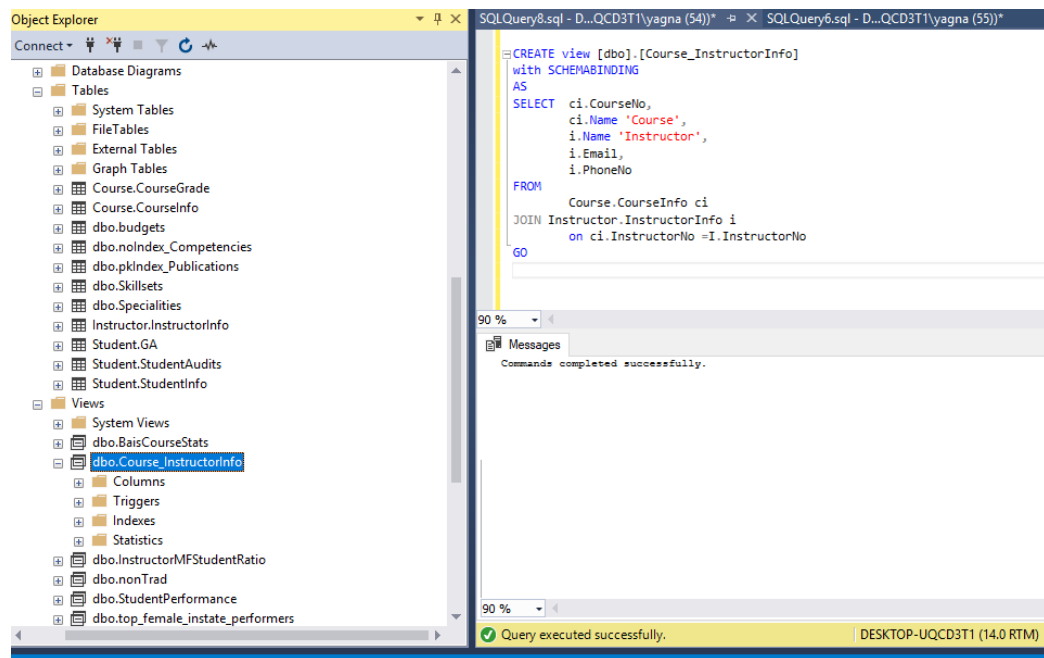 Object Explorer
Connect
Database Diagrams
Tables
System Tables
FileTables
External Tables
Graph Tables
Course.CourseGrade
Course.CourseInfo
dbo.budgets
dbo.noIndex_Competencies
dbo.pkIndex_Publications
dbo.Skillsets
dbo.Specialities
Instructor.InstructorInfo
Student.GA
Student.StudentAudits
Student.StudentInfo
Views
System Views
dbo.BaisCourseStats
dbo.Course_InstructorInfo
Columns
Triggers
Indexes
Statistics
dbo.InstructorMFStudentRatio
dbo.nonTrad
dbo.StudentPerformance
dbo.top_female_instate_performers
SQLQuery8.sql - D...QCD3T1\yagna (54))* SQLQuery6.sql - D...QCD3T1\yagna (55))*
CREATE view [dbo].[Course_InstructorInfo]
with SCHEMABINDING
AS
SELECT ci.CourseNo,
ci.Name 'Course',
i.Name 'Instructor',
i.Email,
i.PhoneNo
FROM
Course.CourseInfo ci
JOIN Instructor.InstructorInfo i
on ci.InstructorNo =I.InstructorNo
GO
90 %
Messages
Commands completed successfully.
90 %
Query executed successfully. DESKTOP-UQCD3T1 (14.0 RTM)